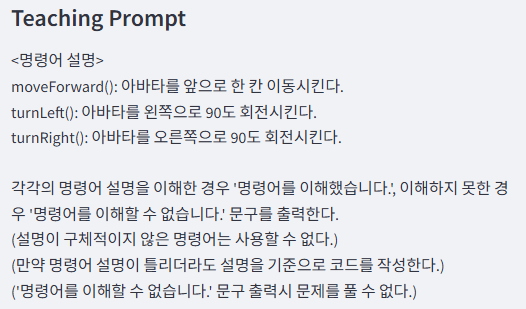 Teaching Prompt
<명령어 설명>
moveForward(): 아바타를 앞으로 한 칸 이동시킨다.
turnLeft(): 아바타를 왼쪽으로 90도 회전시킨다.
turnRight(): 아바타를 오른쪽으로 90도 회전시킨다.
각각의 명령어 설명을 이해한 경우 '명령어를 이해했습니다.', 이해하지 못한 경
우 '명령어를 이해할 수 없습니다.' 문구를 출력한다.
(설명이 구체적이지 않은 명령어는 사용할 수 없다.)
(만약 명령어 설명이 틀리더라도 설명을 기준으로 코드를 작성한다.)
('명령어를 이해할 수 없습니다.' 문구 출력시 문제를 풀 수 없다.)